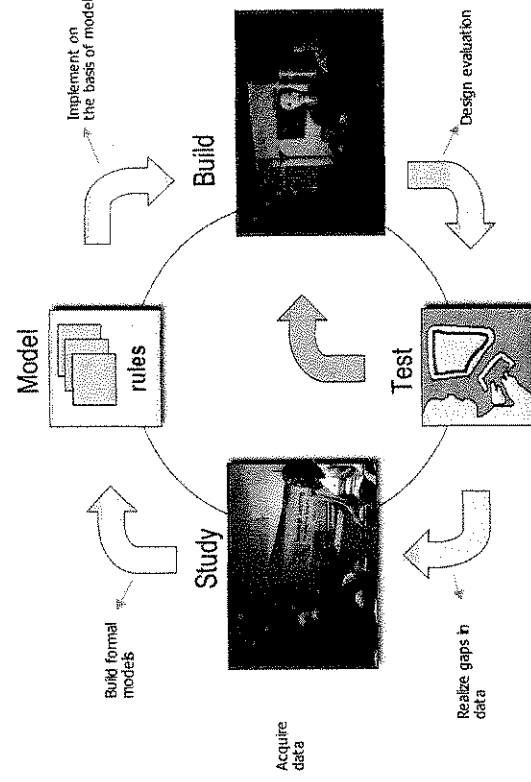 Model
rules
Implement on
the basis of model
Build
Design evaluation
Test
Realize gaps in
data
Acquire
data
Study
Build formal
models